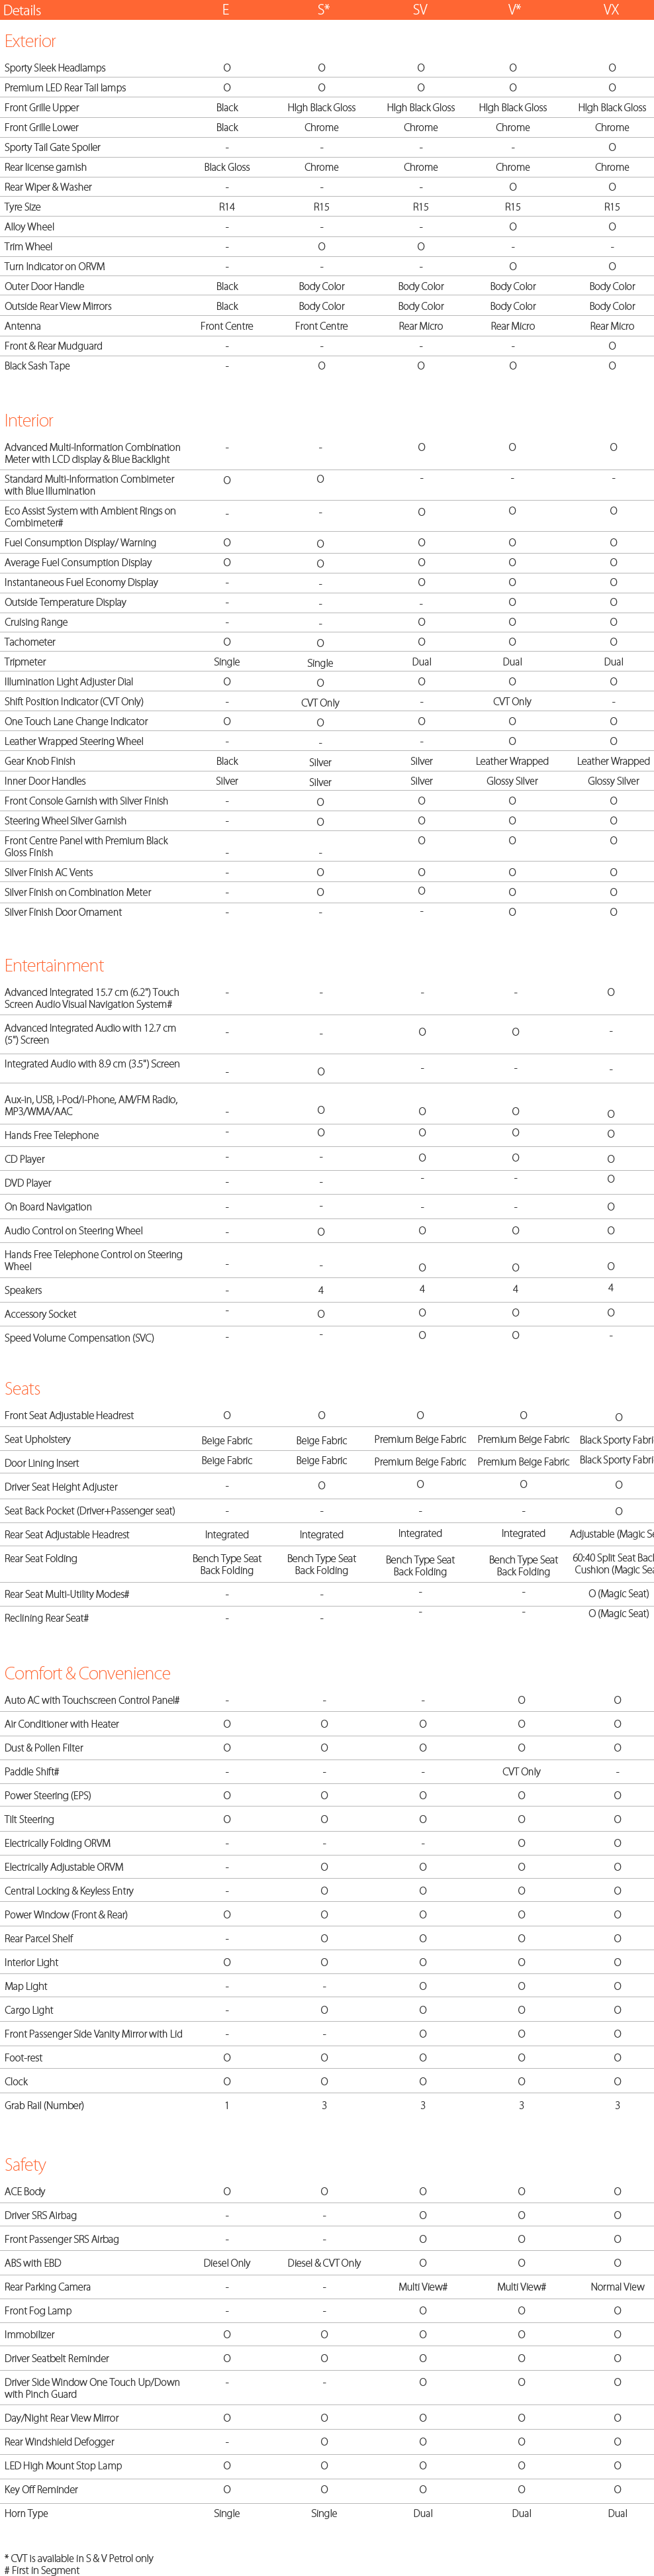 Details E S* SV V* VX
Exterior
Sporty Sleek Headlamps O O O O O
Premium LED Rear Tail lamps O O O O O
Front Grille Upper Black High Black Gloss High Black Gloss High Black Gloss High Black Gloss
Front Grille Lower Black Chrome Chrome Chrome Chrome
Sporty Tail Gate Spoiler - - - - O
Rear license garnish Black Gloss Chrome Chrome Chrome Chrome
Rear Wiper & Washer - - - O O
Tyre Size R14 R15 R15 R15 R15
Alloy Wheel - - - O O
Trim Wheel - O O - -
Turn Indicator on ORVM - - - O O
Outer Door Handle Black Body Color Body Color Body Color Body Color
Outside Rear View Mirrors Black Body Color Body Color Body Color Body Color
Antenna Front Centre Front Centre Rear Micro Rear Micro Rear Micro
Front & Rear Mudguard - - - - O
Black Sash Tape - O O O O
Interior
Advanced Multi-Information Combination - - O O O
Meter with LCD display & Blue Backlight
Standard Multi-Information Combimeter O O - - -
with Blue Illumination
Eco Assist System with Ambient Rings on - - O O O
Combimeter#
Fuel Consumption Display/ Warning O O O O O
Average Fuel Consumption Display O O O O O
Instantaneous Fuel Economy Display - - O O O
Outside Temperature Display - - - O O
Cruising Range - - O O O
Tachometer O O O O O
Tripmeter Single Single Dual Dual Dual
Illumination Light Adjuster Dial O O O O O
Shift Position Indicator (CVT Only) - CVT Only - CVT Only -
One Touch Lane Change Indicator O O O O O
Leather Wrapped Steering Wheel - - - O O
Gear Knob Finish Black Silver Silver Leather Wrapped Leather Wrapped
Inner Door Handles Silver Silver Silver Glossy Silver Glossy Silver
Front Console Garnish with Silver Finish - O O O O
Steering Wheel Silver Garnish - O O O O
Front Centre Panel with Premium Black O O O
Gloss Finish - -
Silver Finish AC Vents - O O O O
Silver Finish on Combination Meter - O O O O
Silver Finish Door Ornament - - - O O
Entertainment
Advanced Integrated 15.7 cm (6.2") Touch - - - - O
Screen Audio Visual Navigation System#
Advanced Integrated Audio with 12.7 cm - - O O -
(5") Screen
Integrated Audio with 8.9 cm (3.5") Screen - O - - -
Aux-in, USB, i-Pod/i-Phone, AM/FM Radio,
MP3/WMA/AAC - O O O O
Hands Free Telephone - O O O O
CD Player - - O O O
DVD Player - - - - O
On Board Navigation - - - - O
Audio Control on Steering Wheel - O O O O
Hands Free Telephone Control on Steering
Wheel - - O O O
Speakers - 4 4 4 4
Accessory Socket - O O O O
Speed Volume Compensation (SVC) - - O O -
Seats
Front Seat Adjustable Headrest O O O O O
Seat Upholstery Beige Fabric Beige Fabric Premium Beige Fabric Premium Beige Fabric Black Sporty Fabri
Door Lining Insert Beige Fabric Beige Fabric Premium Beige Fabric Premium Beige Fabric Black Sporty Fabri
Driver Seat Height Adjuster - O O O O
Seat Back Pocket (Driver+Passenger seat) - - - - O
Rear Seat Adjustable Headrest Integrated Integrated Integrated Integrated Adjustable (Magic Se
Rear Seat Folding Bench Type Seat Bench Type Seat Bench Type Seat Bench Type Seat 60:40 Split Seat Back
Back Folding Back Folding Back Folding Back Folding Cushion (Magic Sea
Rear Seat Multi-Utility Modes# - - - - O (Magic Seat)
Reclining Rear Seat# - - - - O (Magic Seat)
Comfort & Convenience
Auto AC with Touchscreen Control Panel# - - - O O
Air Conditioner with Heater O O O O O
Dust & Pollen Filter O O O O O
Paddle Shift# - - - CVT Only -
Power Steering (EPS) O O O O O
Tilt Steering O O O O O
Electrically Folding ORVM - - - O O
Electrically Adjustable ORVM - O O O O
Central Locking & Keyless Entry - O O O O
Power Window (Front & Rear) O O O O O
Rear Parcel Shelf - O O O O
Interior Light O O O O O
Map Light - - O O O
Cargo Light - O O O O
Front Passenger Side Vanity Mirror with Lid - - O O O
Foot-rest O O O O O
Clock O O O O O
Grab Rail (Number) 1 3 3 3 3
Safety
ACE Body O O O O O
Driver SRS Airbag - - O O O
Front Passenger SRS Airbag - - O O O
ABS with EBD Diesel Only Diesel & CVT Only O O O
Rear Parking Camera - - Multi View# Multi View# Normal View
Front Fog Lamp - - O O O
Immobilizer O O O O O
Driver Seatbelt Reminder O O O O O
Driver Side Window One Touch Up/Down - - O O O
with Pinch Guard
Day/Night Rear View Mirror O O O O O
Rear Windshield Defogger - O O O O
LED High Mount Stop Lamp O O O O O
Key Off Reminder O O O O O
Horn Type Single Single Dual Dual Dual
* CVT is available in S & V Petrol only
# First in Segment